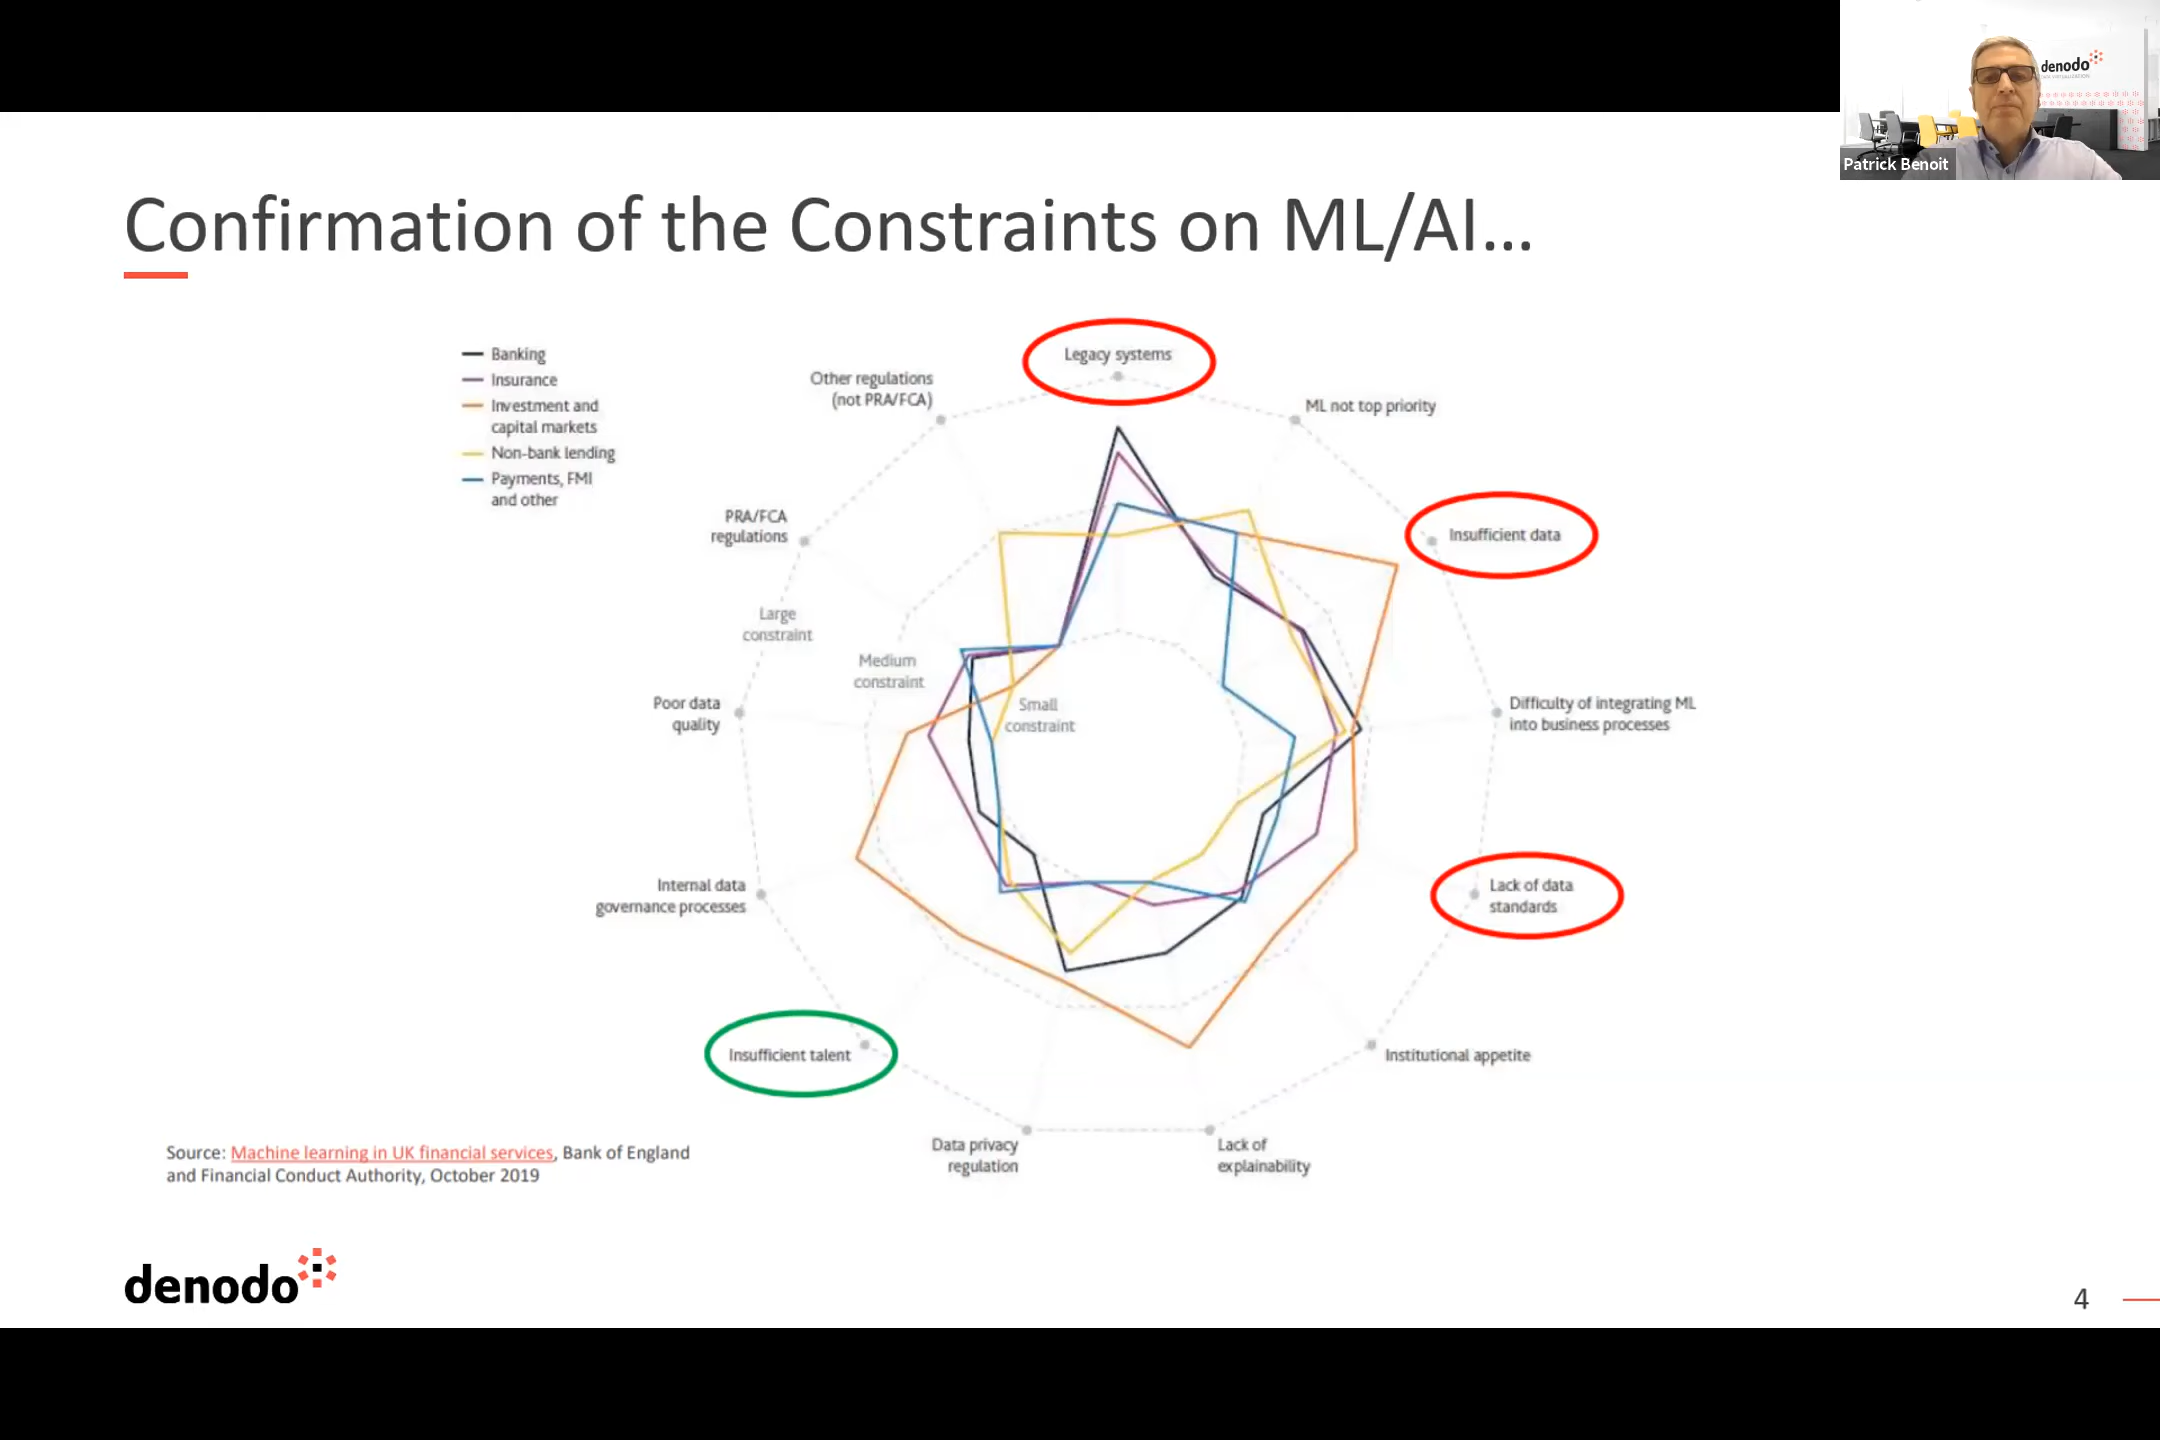 denodo
Patrick Benoit
Confirmation of the Constraints on ML/AI...
Banking
Insurance
Investment and
capital markets
Non-bank lending
Payments, FMI
and other
Legacy systems
ML not top priority
Insufficient data
Difficulty of integrating ML
into business processes
Lack of data
standards
Institutional appetite
Lack of
explainability
Data privacy
regulation
Insufficient talent
Internal data
governance processes
Poor data
quality
PRA/FCA
regulations
Other regulations
(not PRA/FCA)
Large
constraint
Medium
constraint
Small
constraint
Source: Machine learning in UK financial services, Bank of England
and Financial Conduct Authority, October 2019
denodo
4